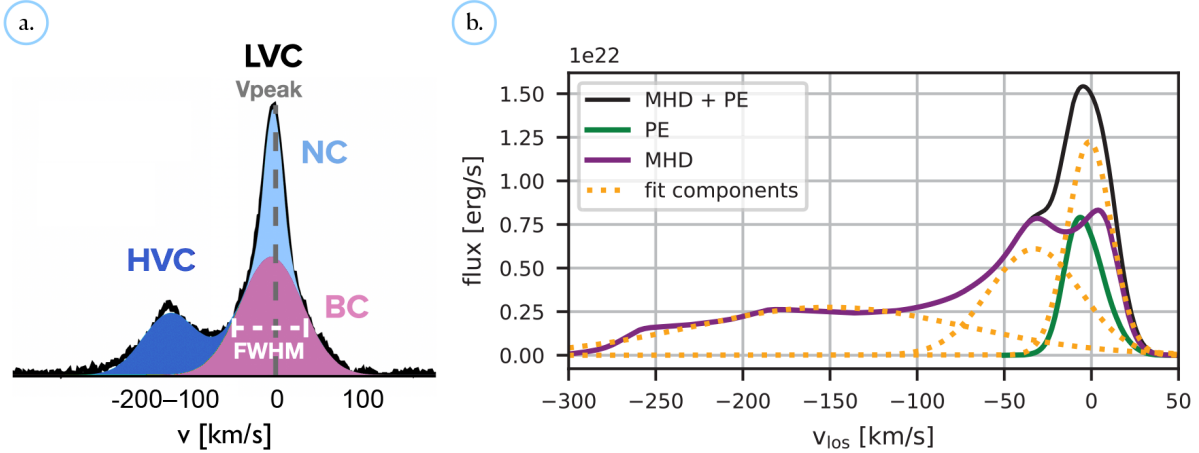 a.
LVC
Vpeak
NC
HVC
BC
FWHM
-200–100 0 100
v [km/s]
b.
1e22
MHD + PE
PE
MHD
fit components
flux [erg/s]
1.50
1.25
1.00
0.75
0.50
0.25
0.00
−300 −250 −200 −150 −100 −50 0 50
v_los [km/s]